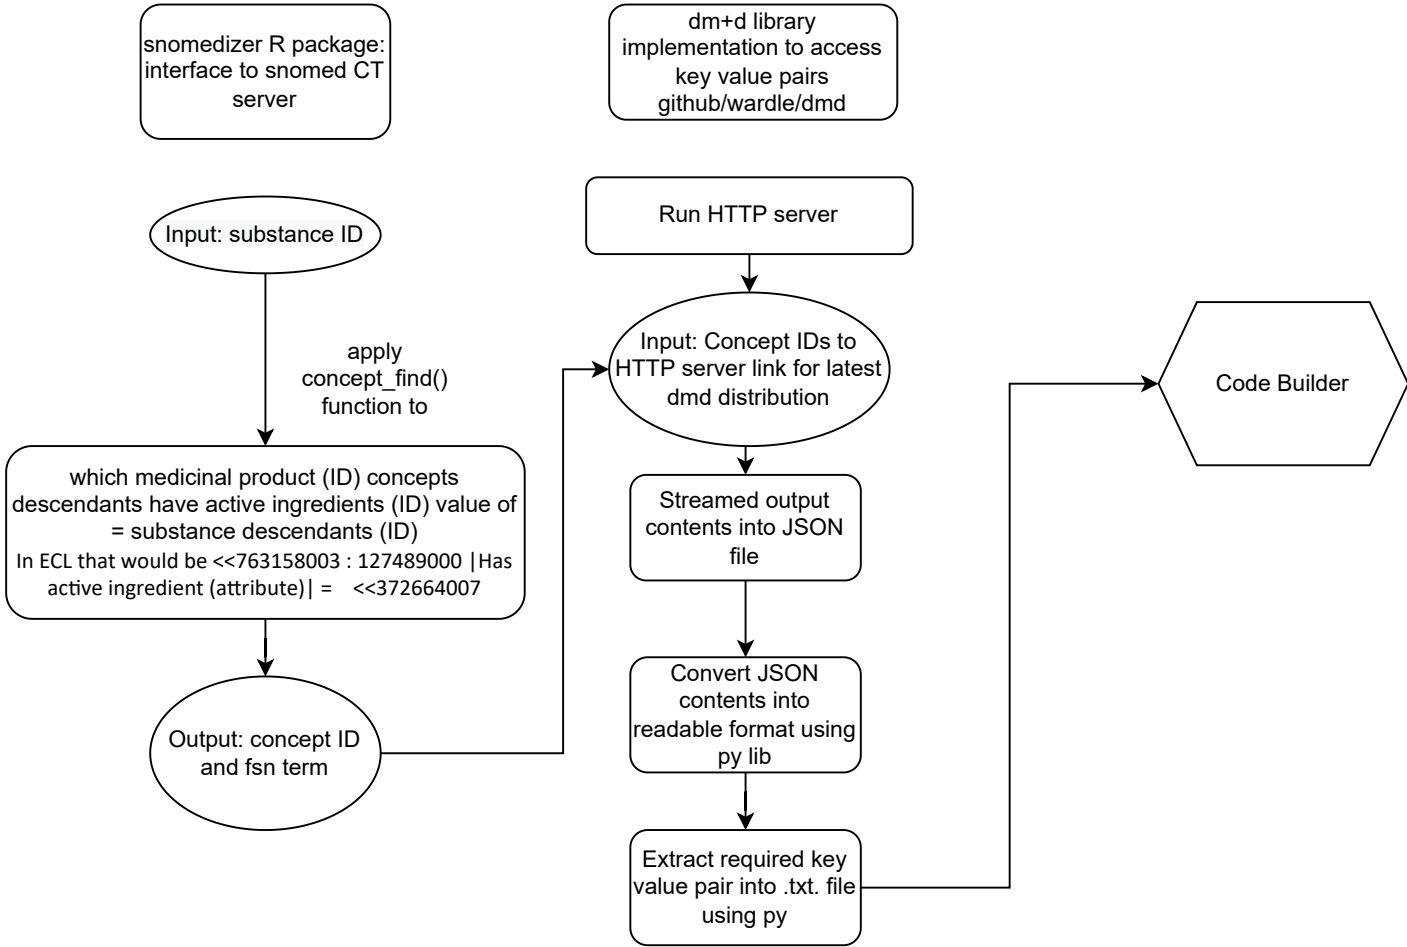 snomedizer R package:
interface to snomed CT
server
dm+d library
implementation to access
key value pairs
github/wardle/dmd
Input: substance ID
apply
concept_find()
function to
which medicinal product (ID) concepts
descendants have active ingredients (ID) value of
= substance descendants (ID)
In ECL that would be <<763158003 : 127489000 |Has
active ingredient (attribute)| = <<372664007
Output: concept ID
and fsn term
Run HTTP server
Input: Concept IDs to
HTTP server link for latest
dmd distribution
Streamed output
contents into JSON
file
Convert JSON
contents into
readable format using
py lib
Extract required key
value pair into .txt. file
using py
Code Builder